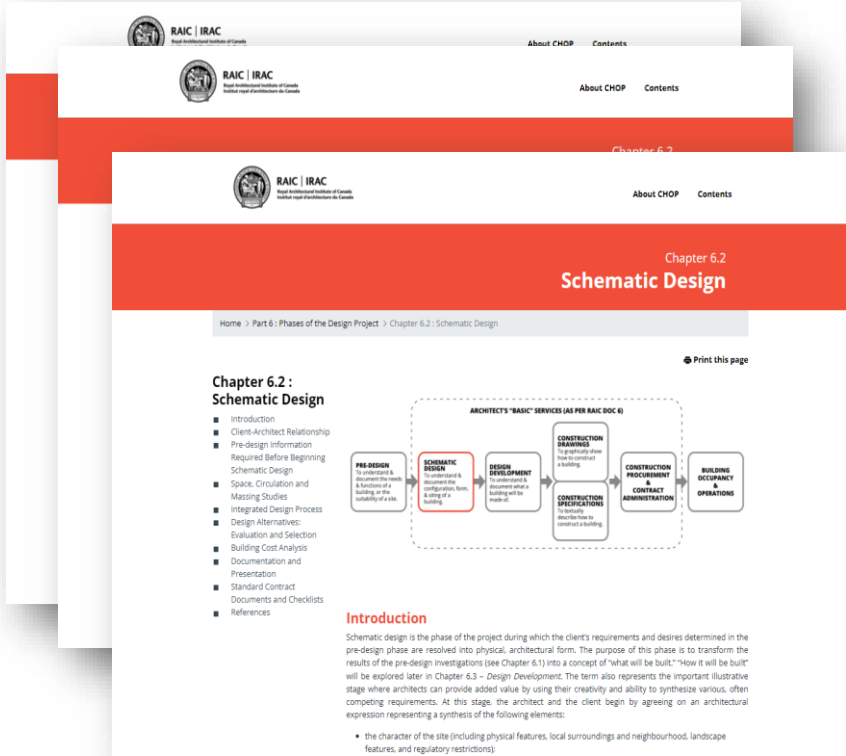 RAIC | IRAC
Royal Architectural Institute of Canada
About CHOP Contents
RAIC | IRAC
Royal Architectural Institute of Canada
Institut royal d'architecture du Canada
About CHOP Contents
Chapter 6.2
RAIC | IRAC
Royal Architectural Institute of Canada
Institut royal d'architecture du Canada
About CHOP Contents
Chapter 6.2
Schematic Design
Home > Part 6 : Phases of the Design Project > Chapter 6.2 : Schematic Design
Print this page
Chapter 6.2 :
Schematic Design
Introduction
Client-Architect Relationship
Pre-design Information
Required Before Beginning
Schematic Design
Space, Circulation and
Massing Studies
Integrated Design Process
Design Alternatives:
Evaluation and Selection
Building Cost Analysis
Documentation and
Presentation
Standard Contract
Documents and Checklists
References
ARCHITECT'S "BASIC" SERVICES (AS PER RAIC DOC 6)
PRE-DESIGN
To understand &
document the needs
& functions of a
building, or the
suitability of a site.
SCHEMATIC
DESIGN
To understand &
document the
configuration, form,
& siting of a
building.
DESIGN
DEVELOPMENT
To understand &
document what a
building will be
made of.
CONSTRUCTION
DRAWINGS
To graphically show
how to construct
a building.
CONSTRUCTION
SPECIFICATIONS
To textually
describe how to
construct a building.
CONSTRUCTION
PROCUREMENT
&
CONTRACT
ADMINISTRATION
BUILDING
OCCUPANCY
&
OPERATIONS
Introduction
Schematic design is the phase of the project during which the client's requirements and desires determined in the
pre-design phase are resolved into physical, architectural form. The purpose of this phase is to transform the
results of the pre-design investigations (see Chapter 6.1) into a concept of "what will be built." "How it will be built"
will be explored later in Chapter 6.3 – Design Development. The term also represents the important illustrative
stage where architects can provide added value by using their creativity and ability to synthesize various, often
competing requirements. At this stage, the architect and the client begin by agreeing on an architectural
expression representing a synthesis of the following elements:
• the character of the site (including physical features, local surroundings and neighbourhood, landscape
features, and regulatory restrictions);